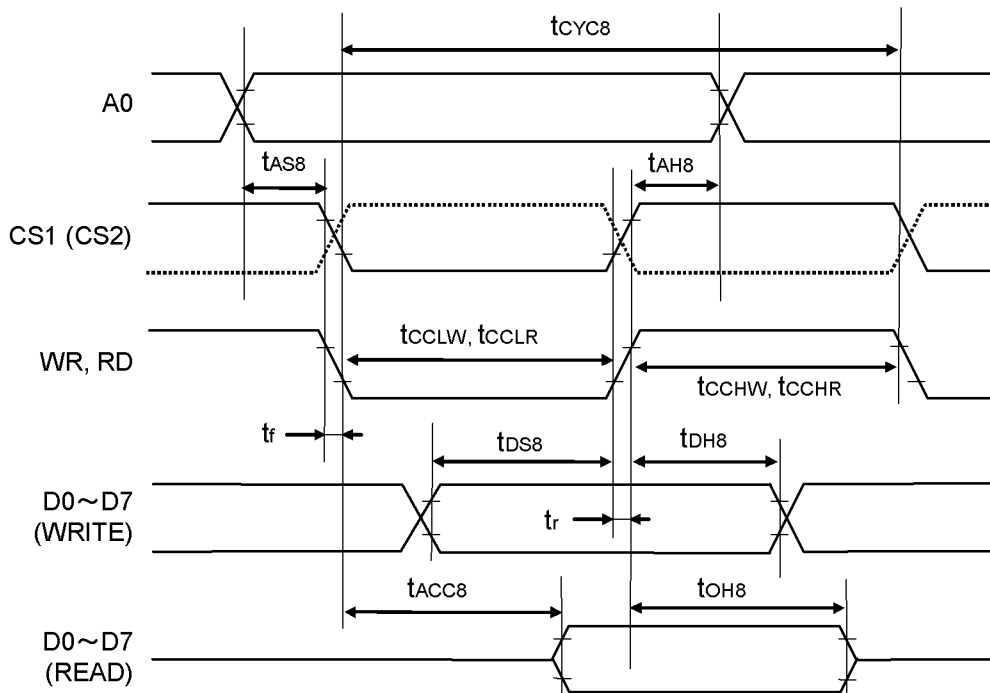 tCYC8
A0
tAS8
tAH8
CS1 (CS2)
tCCLW, tCCLR
WR, RD
tCCHW, tCCHR
tf
tDS8
tDH8
D0～D7
(WRITE)
tr
tACC8
tOH8
D0～D7
(READ)